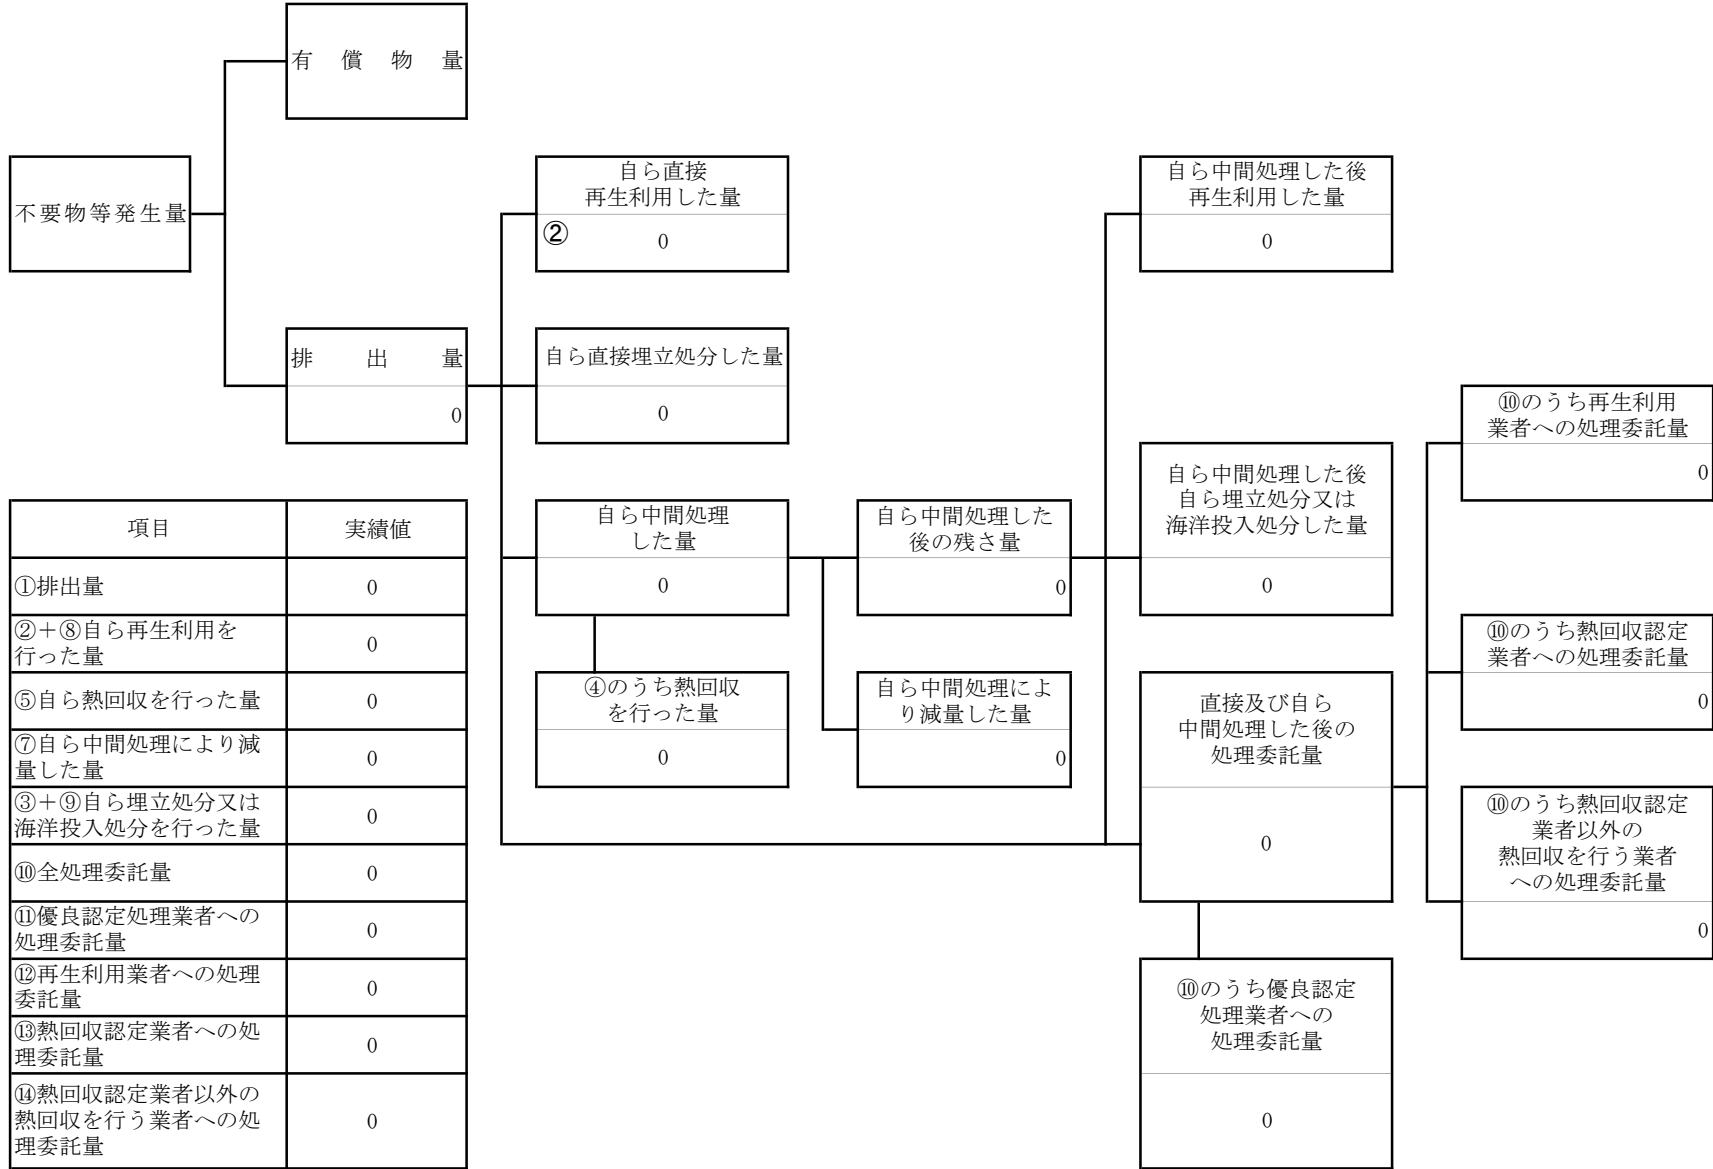 有償物量
不要物等発生量
自ら直接
再生利用した量
②
0
自ら中間処理した後
再生利用した量
0
排出量
0
自ら直接埋立処分した量
0
⑩のうち再生利用
業者への処理委託量
0
自ら中間処理した後
自ら埋立処分又は
海洋投入処分した量
0
自ら中間処理
した量
0
自ら中間処理した
後の残さ量
0
⑩のうち熱回収認定
業者への処理委託量
0
④のうち熱回収
を行った量
0
自ら中間処理によ
り減量した量
0
直接及び自ら
中間処理した後の
処理委託量
0
⑩のうち熱回収認定
業者以外の
熱回収を行う業者
への処理委託量
0
⑩のうち優良認定
処理業者への
処理委託量
0
項目 実績値
①排出量 0
②＋⑧自ら再生利用を
行った量 0
⑤自ら熱回収を行った量 0
⑦自ら中間処理により減
量した量 0
③＋⑨自ら埋立処分又は
海洋投入処分を行った量 0
⑩全処理委託量 0
⑪優良認定処理業者への
処理委託量 0
⑫再生利用業者への処理
委託量 0
⑬熱回収認定業者への処
理委託量 0
⑭熱回収認定業者以外の
熱回収を行う業者への処 0
理委託量